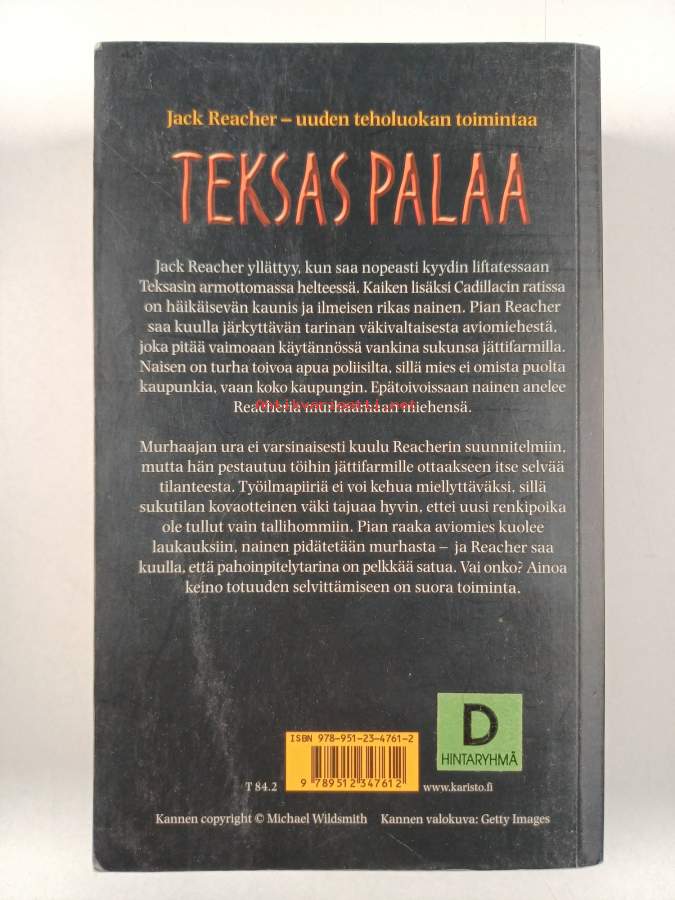 Jack Reacher – uuden teholuokan toimintaa
TEKSAS PALAA
Jack Reacher yllättyy, kun saa nopeasti kyydin liftatessaan
Teksasin armottomassa helteessä. Kaiken lisäksi Cadillacin ratissa
on häikäisevän kaunis ja ilmeisen rikas nainen. Pian Reacher
saa kuulla järkyttävän tarinan väkivaltaisesta aviomiehestä,
joka pitää vaimoaan käytännössä vankina sukunsa jättifarmilla.
Naisen on turha toivoa apua poliisilta, sillä mies ei omista puolta
kaupunkia, vaan koko kaupungin. Epätoivoissaan nainen anelee
Reacheria murhaamaan miehensä.
Antikvariaatti.net
Murhaajan ura ei varsinaisesti kuulu Reacherin suunnitelmiin,
mutta hän pestautuu töihin jättifarmille ottaakseen itse selvää
tilanteesta. Työilmapiiriä ei voi kehua miellyttäväksi, sillä
sukutilan kovaotteinen väki tajuaa hyvin, ettei uusi renkipoika
ole tullut vain tallihommiin. Pian raaka aviomies kuolee
laukauksiin, nainen pidätetään murhasta – ja Reacher saa
kuulla, että pahoinpitelytarina on pelkkää satua. Vai onko? Ainoa
keino totuuden selvittämiseen on suora toiminta.
ISBN 978-951-23-4761-2
9 789512 347612
T 84.2
www.karisto.fi
D
HINTARYHMÄ
Kannen copyright © Michael Wildsmith Kannen valokuva: Getty Images